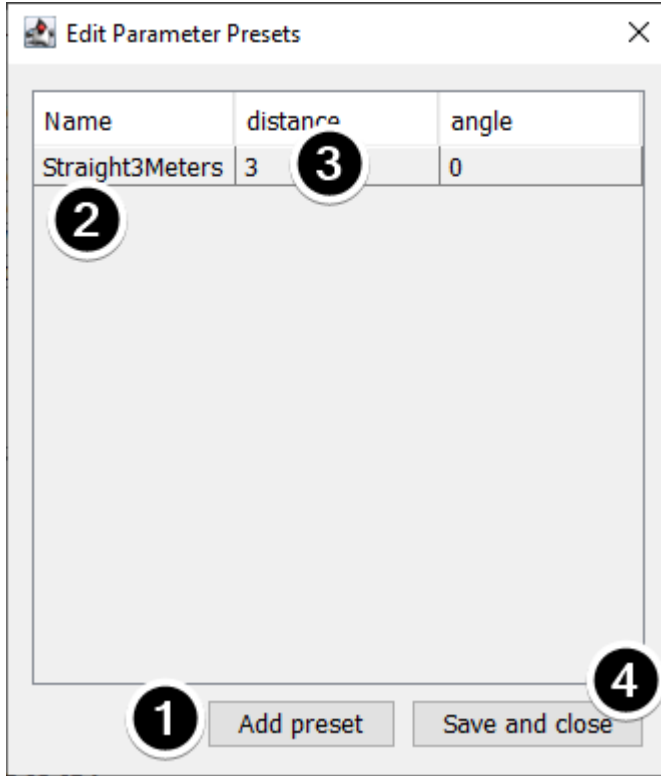 Edit Parameter Presets
Name distance angle
Straight3Meters 3 3 0
2
4
1 Add preset Save and close